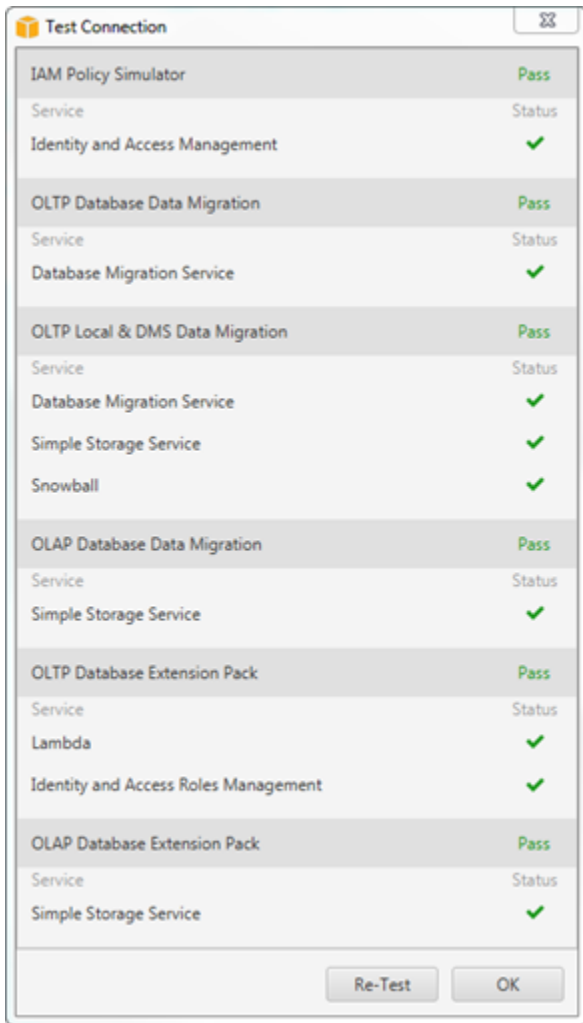 Test Connection
IAM Policy Simulator Pass
Service Status
Identity and Access Management
OLTP Database Data Migration Pass
Service Status
Database Migration Service
OLTP Local & DMS Data Migration Pass
Service Status
Database Migration Service
Simple Storage Service
Snowball
OLAP Database Data Migration Pass
Service Status
Simple Storage Service
OLTP Database Extension Pack Pass
Service Status
Lambda
Identity and Access Roles Management
OLAP Database Extension Pack Pass
Service Status
Simple Storage Service
Re-Test OK